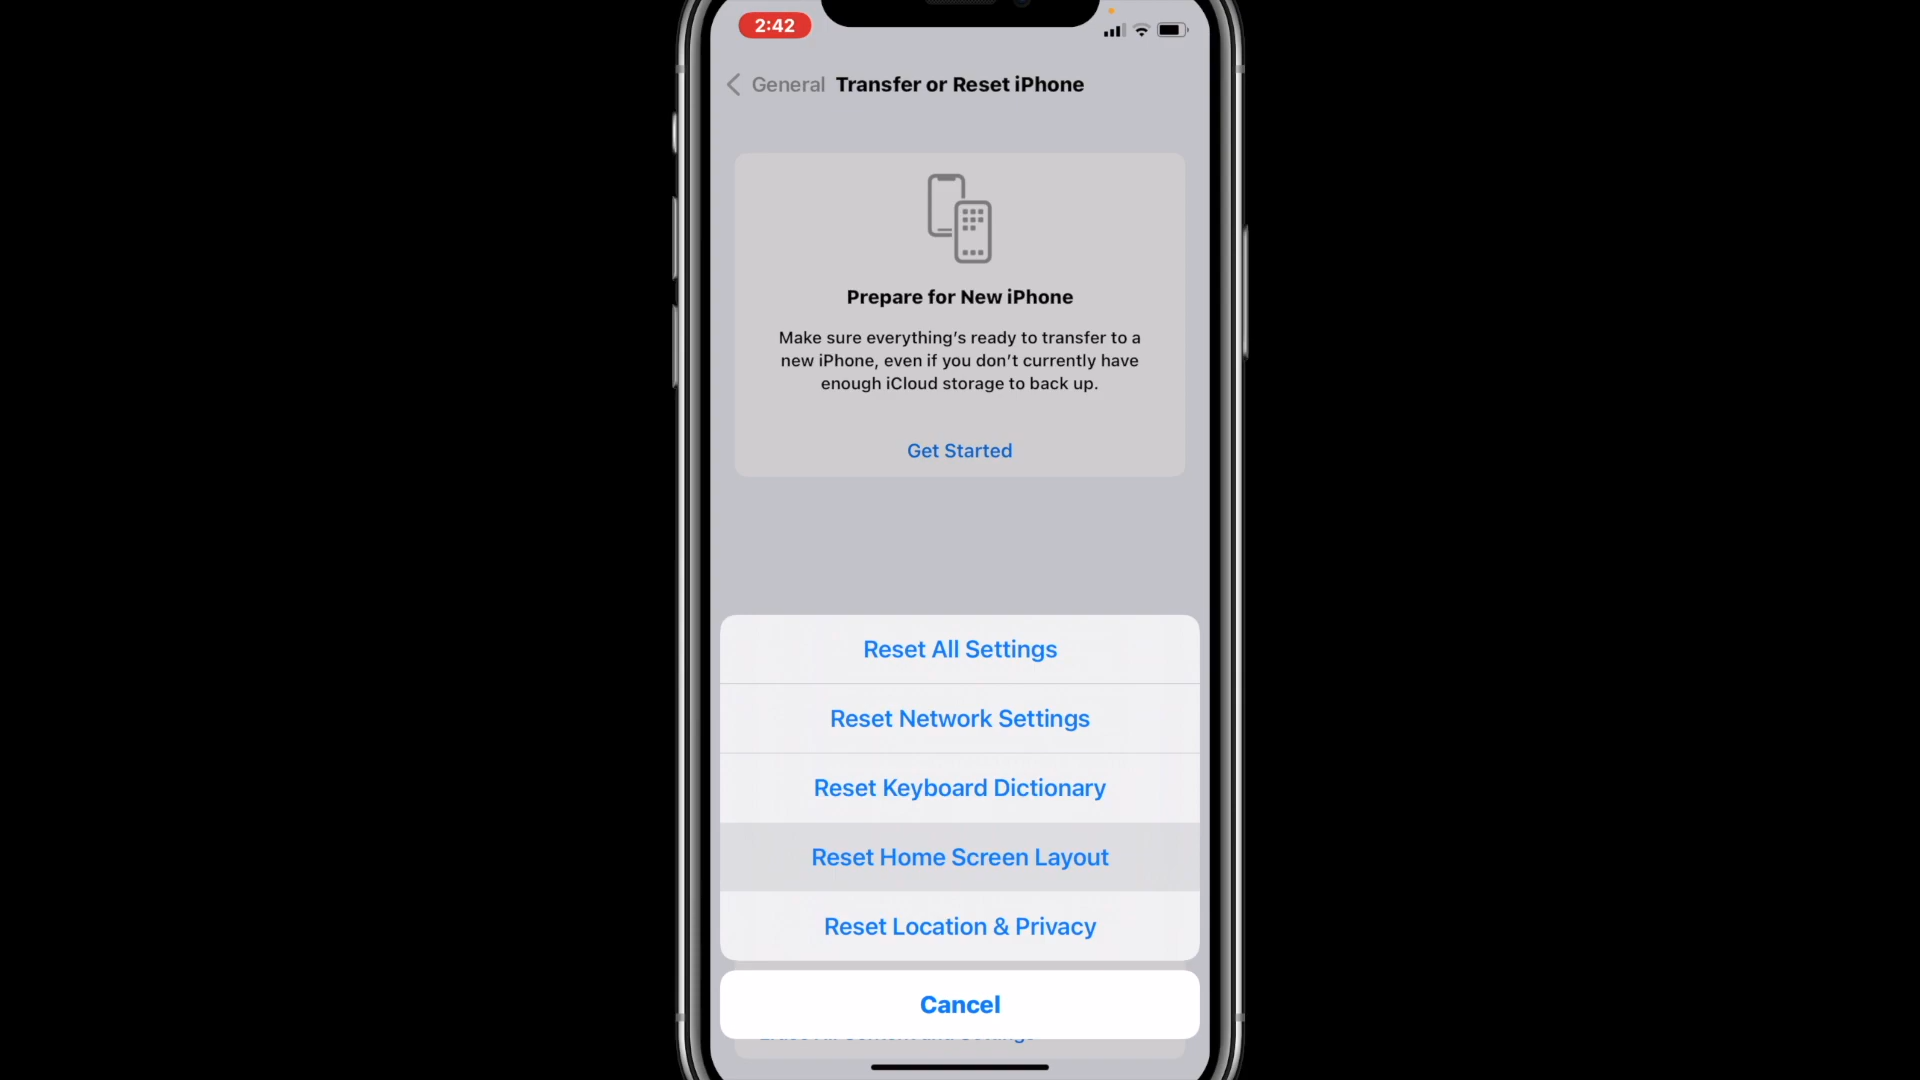 2:42
General Transfer or Reset iPhone
Prepare for New iPhone
Make sure everything's ready to transfer to a
new iPhone, even if you don't currently have
enough iCloud storage to back up.
Get Started
Reset All Settings
Reset Network Settings
Reset Keyboard Dictionary
Reset Home Screen Layout
Reset Location & Privacy
Cancel